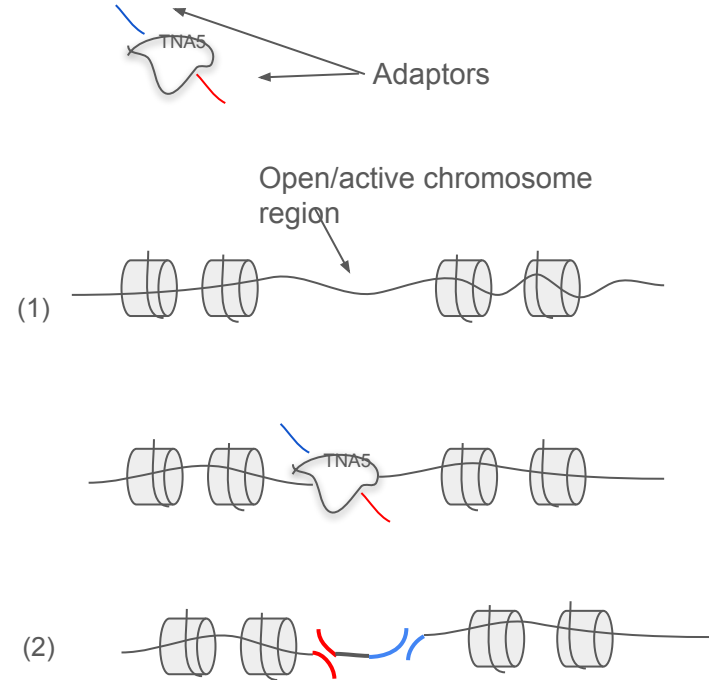 TNA5
Adaptors
Open/active chromosome
region
(1)
TNA5
(2)